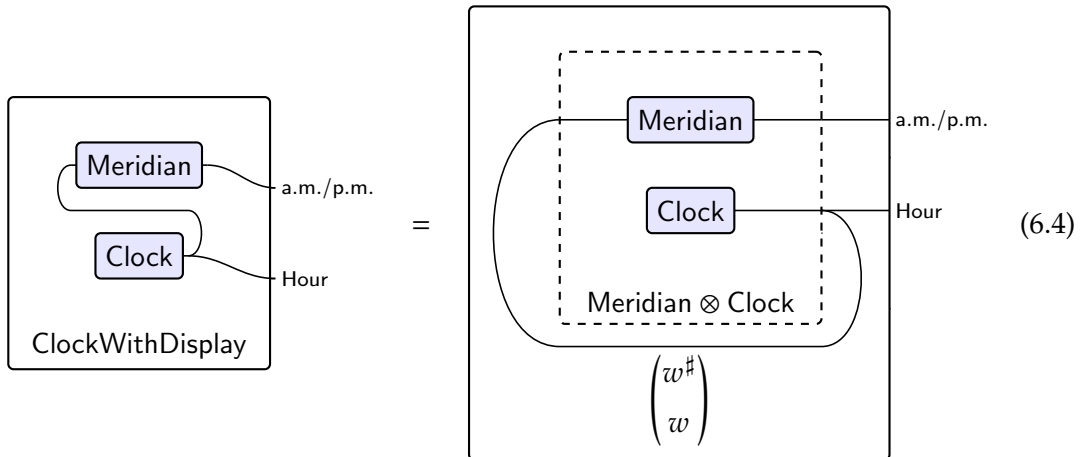 Meridian
a.m./p.m.
Clock
Hour
ClockWithDisplay
=
Meridian
a.m./p.m.
Clock
Hour
Meridian ⊗ Clock
(w♯
w)
(6.4)